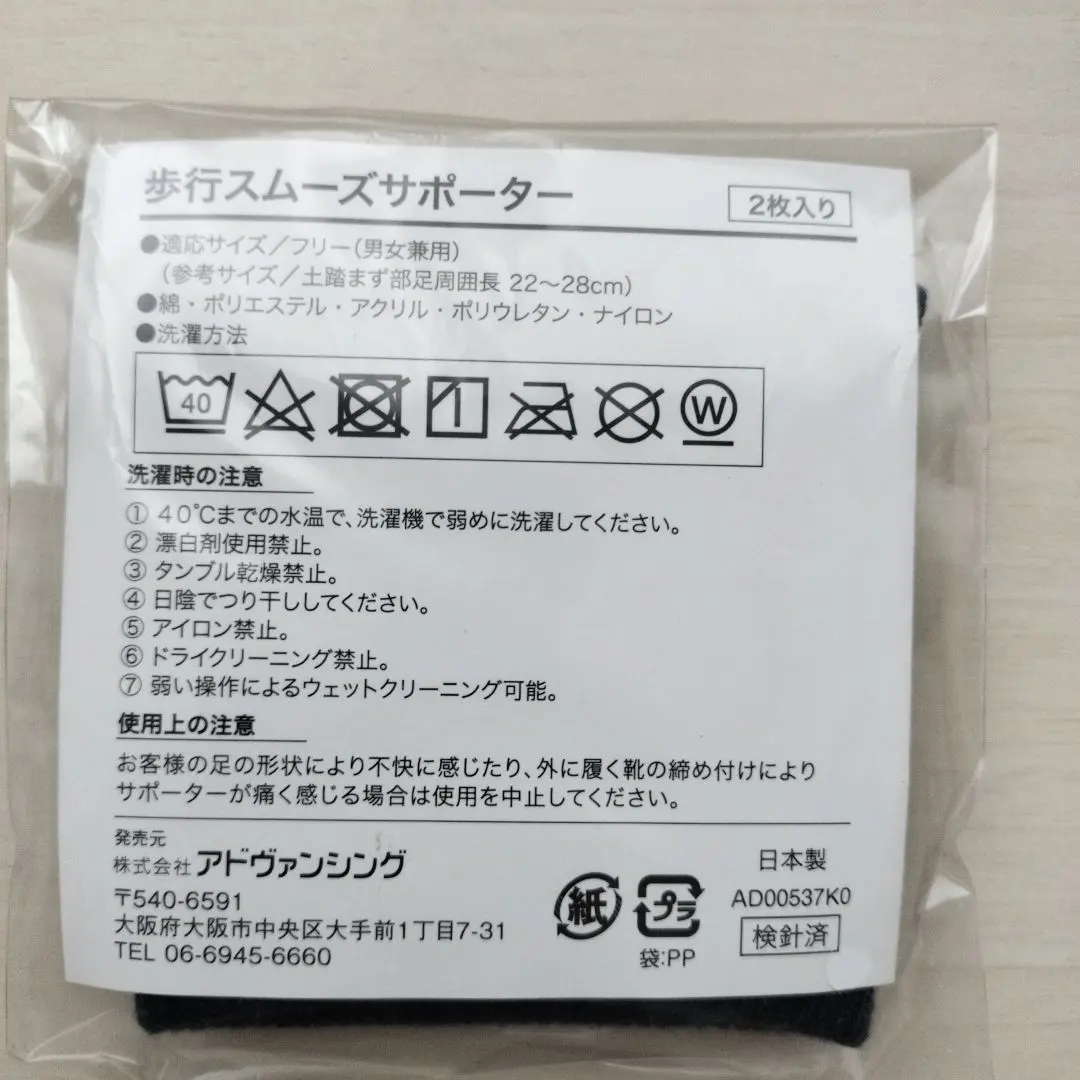 歩行スムーズサポーター
2枚入り
●適応サイズ／フリー(男女兼用)
(参考サイズ／土踏まず部足周囲長 22～28cm)
●綿・ポリエステル・アクリル・ポリウレタン・ナイロン
●洗濯方法
40
W
洗濯時の注意
① 40℃までの水温で、洗濯機で弱めに洗濯してください。
② 漂白剤使用禁止。
③ タンブル乾燥禁止。
④ 日陰でつり干ししてください。
⑤ アイロン禁止。
⑥ ドライクリーニング禁止。
⑦ 弱い操作によるウェットクリーニング可能。
使用上の注意
お客様の足の形状により不快に感じたり、外に履く靴の締め付けにより
サポーターが痛く感じる場合は使用を中止してください。
発売元
株式会社アドヴァンシング
〒540-6591
大阪府大阪市中央区大手前1丁目7-31
TEL 06-6945-6660
紙
プラ
袋:PP
日本製
AD00537K0
検針済